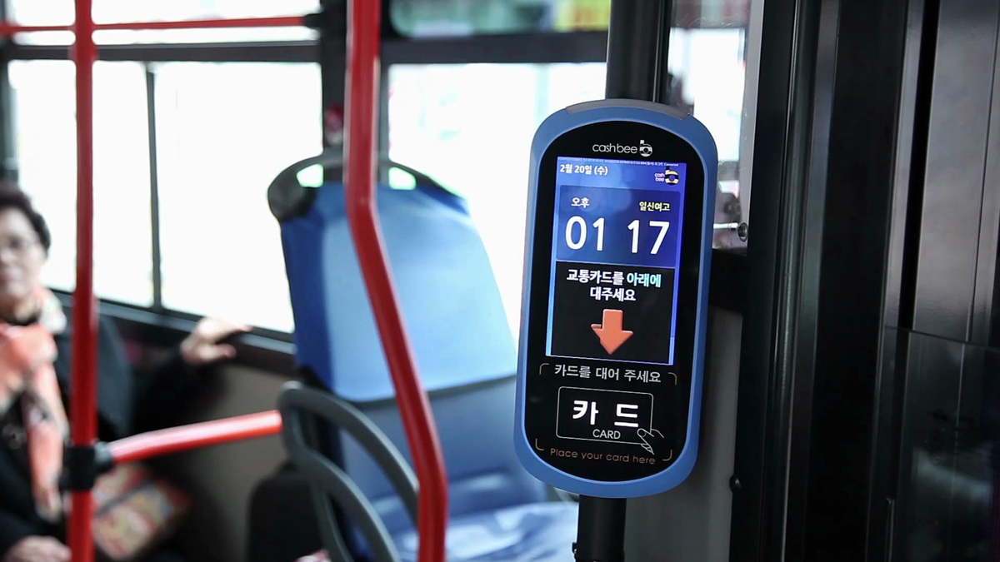 cashbee
2월 20일 (수)
cash
bee
오후 일신여고
01 17
교통카드를 아래에
대주세요
카드를 대어 주세요
카드
CARD
Place your card here